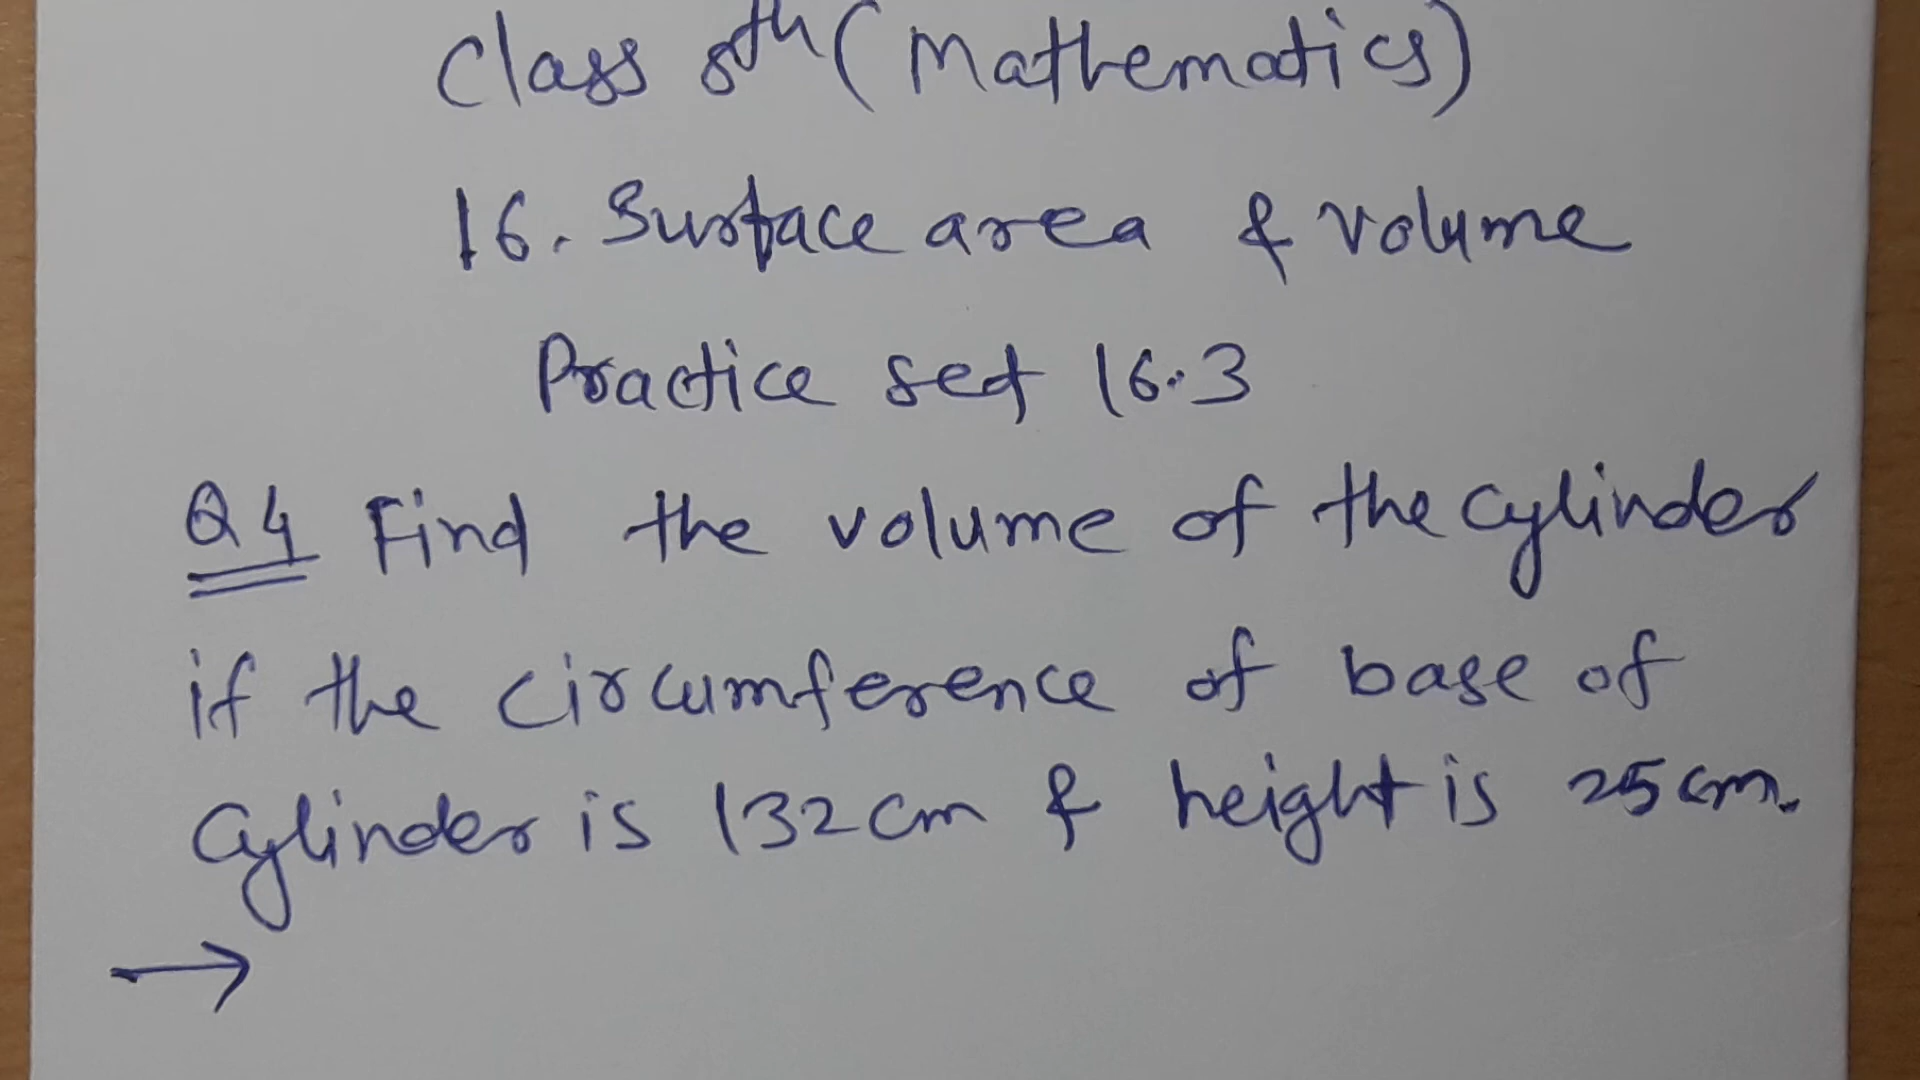 Class 8th (Mathematics)
16. Surface area & volume
Practice set 16.3
Q4 Find the volume of the cylinder
if the circumference of base of
cylinder is 132 cm & height is 25 cm.
→